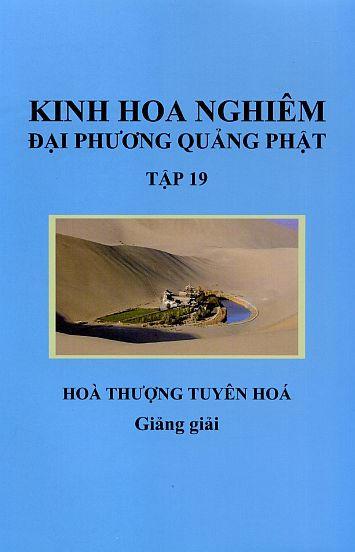 KINH HOA NGHIÊM
ĐẠI PHƯƠNG QUẢNG PHẬT
TẬP 19
HOÀ THƯỢNG TUYÊN HOÁ
Giảng giải